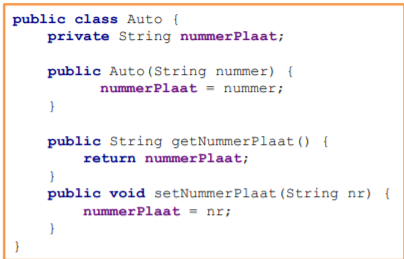 public class Auto {
    private String nummerPlaat;

    public Auto(String nummer) {
          nummerPlaat = nummer;
    }

    public String getNummerPlaat() {
        return nummerPlaat;
    }
    public void setNummerPlaat(String nr) {
        nummerPlaat = nr;
    }
}